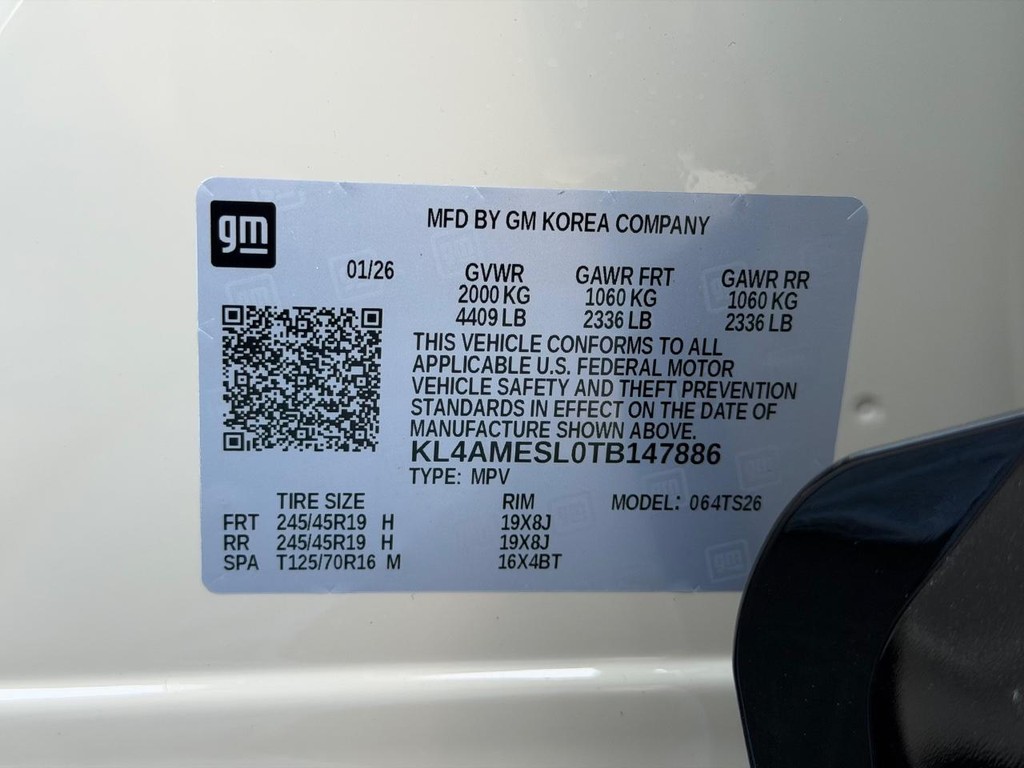 gm
MFD BY GM KOREA COMPANY
01/26 GVWR GAWR FRT GAWR RR
2000 KG 1060 KG 1060 KG
4409 LB 2336 LB 2336 LB
THIS VEHICLE CONFORMS TO ALL
APPLICABLE U.S. FEDERAL MOTOR
VEHICLE SAFETY AND THEFT PREVENTION
STANDARDS IN EFFECT ON THE DATE OF
MANUFACTURE SHOWN ABOVE.
KL4AMESL0TB147886
TYPE: MPV
TIRE SIZE RIM MODEL: 064TS26
FRT 245/45R19 H 19X8J
RR 245/45R19 H 19X8J
SPA T125/70R16 M 16X4BT